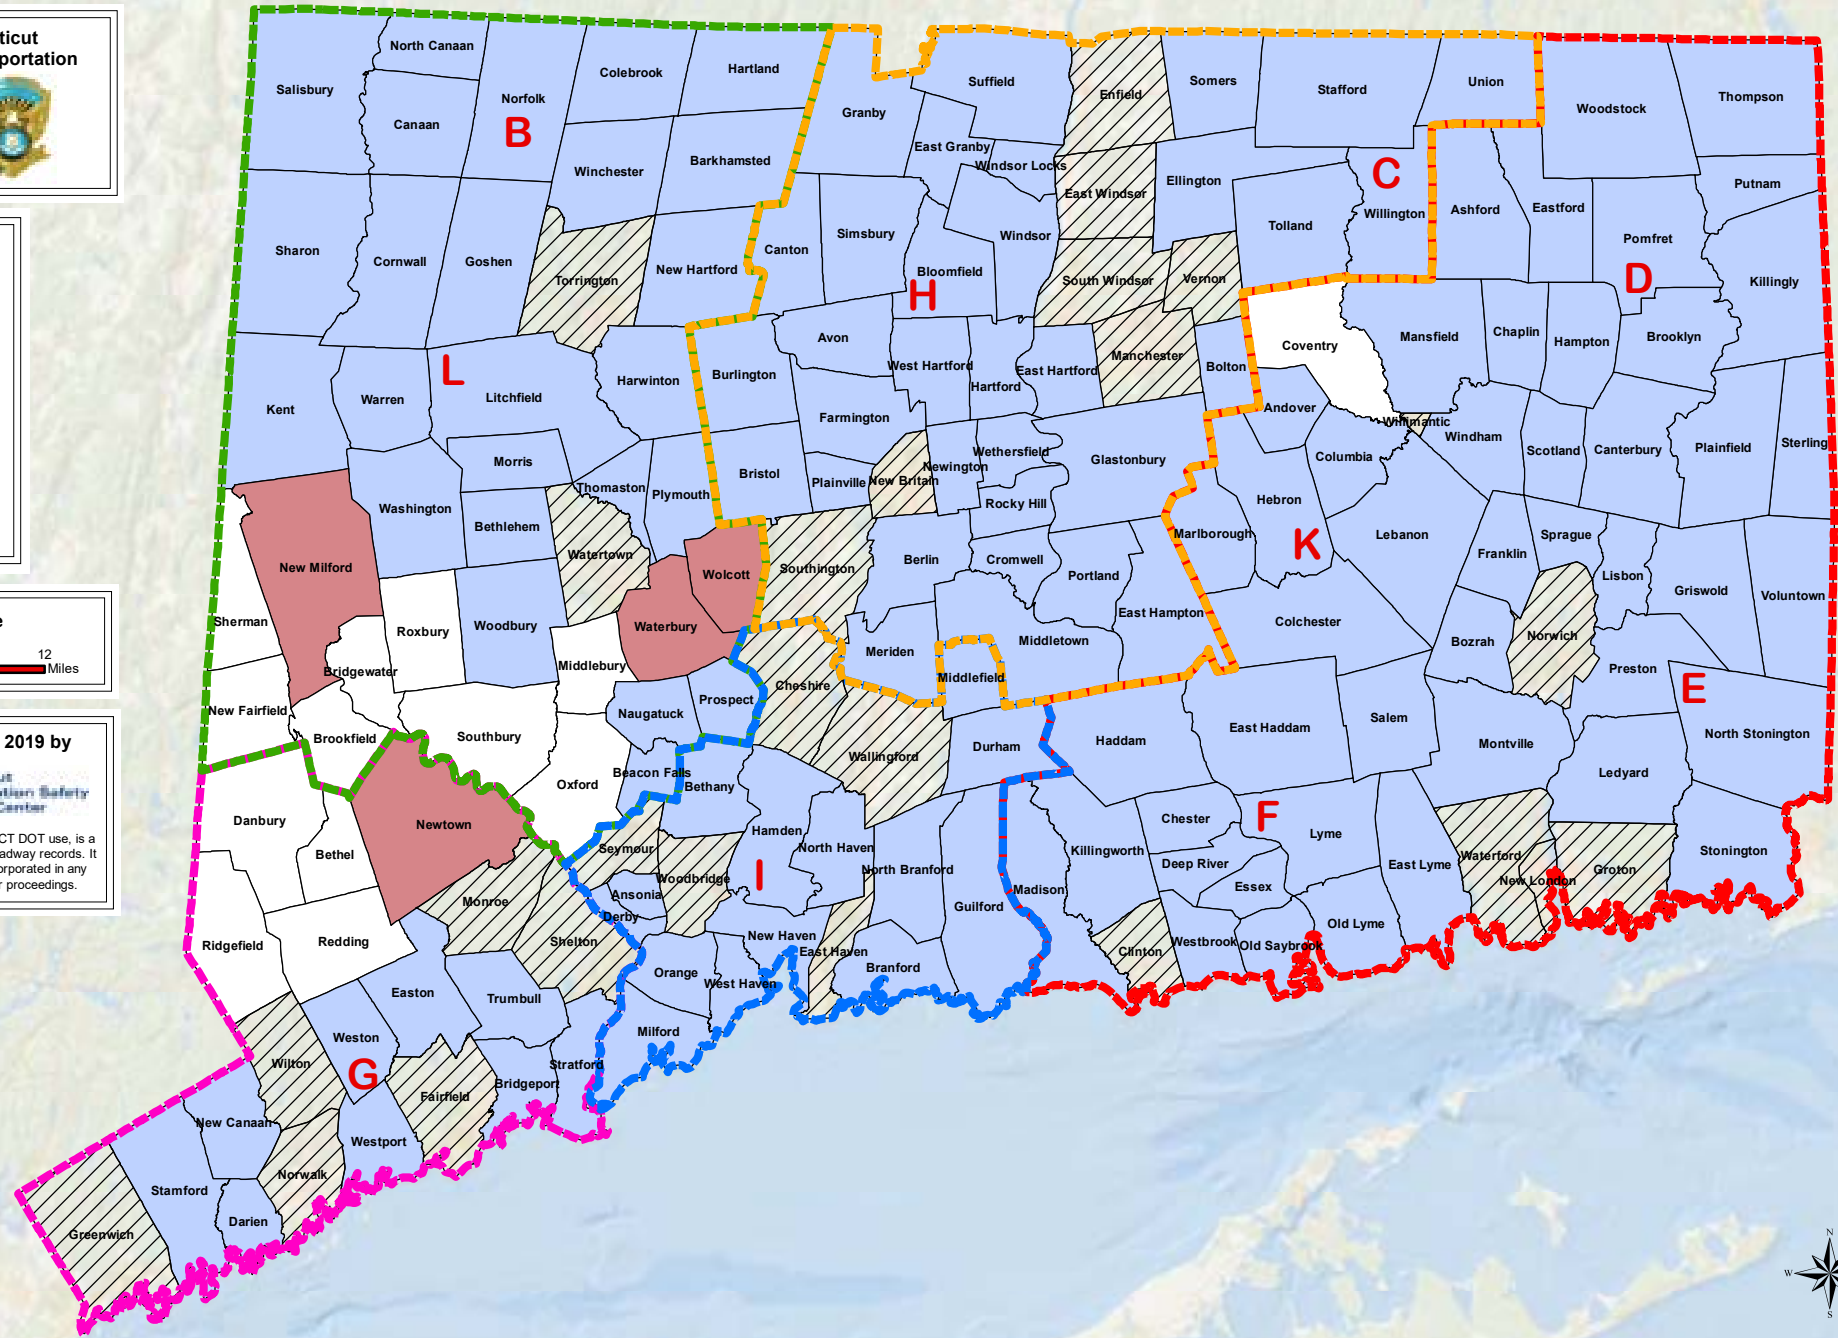 ticut
portation
e
12
Miles
2019 by
ut
ation Safety
Center
CT DOT use, is a
adway records. It
orporated in any
r proceedings.
North Canaan
Salisbury
Canaan
Norfolk
B
Colebrook
Hartland
Winchester
Barkhamsted
Sharon
Cornwall
Goshen
Torrington
New Hartford
Granby
Suffield
East Granby
Windsor Locks
Enfield
Somers
Stafford
Union
Woodstock
Thompson
East Windsor
Ellington
C
Willington
Tolland
Ashford
Eastford
Putnam
Pomfret
D
Killingly
Canton
Simsbury
Windsor
Bloomfield
H
South Windsor
Vernon
Coventry
Mansfield
Chaplin
Hampton
Brooklyn
Kent
Warren
L
Litchfield
Harwinton
Burlington
Avon
West Hartford
Hartford
East Hartford
Manchester
Bolton
Andover
Willimantic
Windham
Scotland
Canterbury
Plainfield
Sterling
Morris
Washington
Bethlehem
Thomaston
Plymouth
Watertown
Bristol
Farmington
Plainville
New Britain
Newington
Wethersfield
Rocky Hill
Glastonbury
Columbia
Hebron
Marlborough
K
Lebanon
Franklin
Sprague
Lisbon
Griswold
Voluntown
New Milford
Sherman
Roxbury
Woodbury
Wolcott
Waterbury
Southington
Berlin
Cromwell
Portland
East Hampton
Colchester
Bozrah
Norwich
Preston
Bridgewater
Middlebury
New Fairfield
Brookfield
Southbury
Naugatuck
Prospect
Cheshire
Meriden
Middletown
Middlefield
E
North Stonington
Oxford
Beacon Falls
Bethany
Wallingford
Durham
Haddam
East Haddam
Salem
Montville
Ledyard
Danbury
Bethel
Newtown
Seymour
Woodbridge
Hamden
North Haven
North Branford
I
Killingworth
Chester
Deep River
Essex
F
Lyme
East Lyme
Waterford
New London
Groton
Stonington
Ridgefield
Redding
Monroe
Shelton
Ansonia
Derby
New Haven
East Haven
Guilford
Madison
Clinton
Westbrook
Old Saybrook
Old Lyme
Easton
Trumbull
Orange
West Haven
Branford
Milford
Weston
G
Wilton
Fairfield
Bridgeport
Stratford
New Canaan
Westport
Norwalk
Stamford
Darien
Greenwich
N
W
S